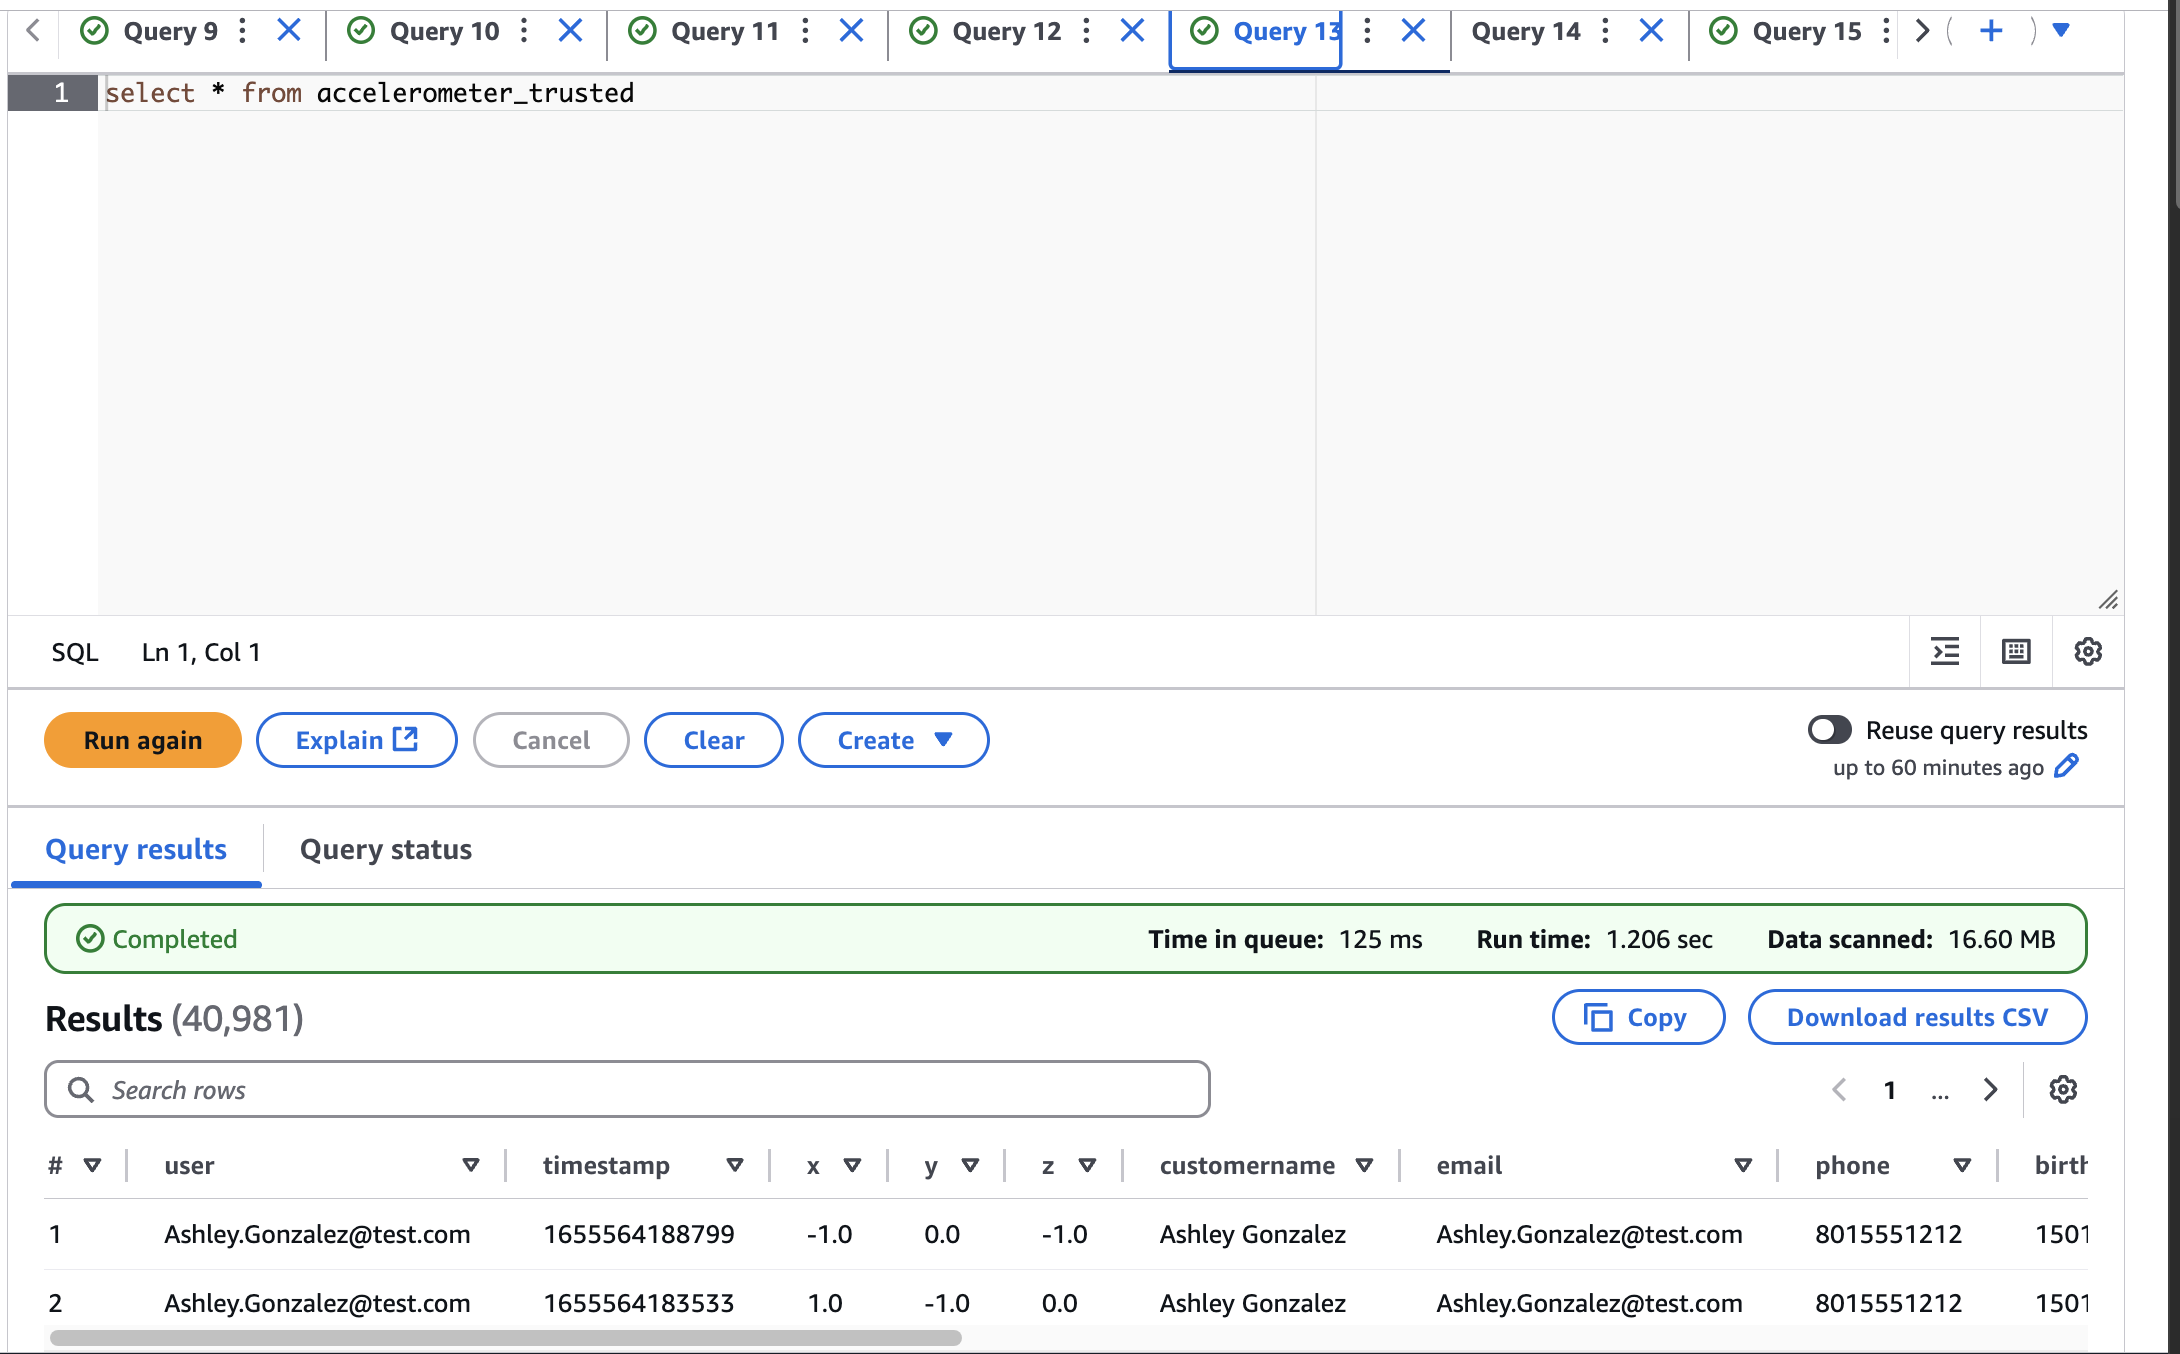 Query 9 Query 10 Query 11 Query 12 Query 13 Query 14 Query 15
1 select * from accelerometer_trusted
SQL Ln 1, Col 1
Run again Explain Cancel Clear Create Reuse query results
up to 60 minutes ago
Query results Query status
Completed Time in queue: 125 ms Run time: 1.206 sec Data scanned: 16.60 MB
Results (40,981) Copy Download results CSV
Search rows 1 ...
# user timestamp x y z customername email phone birth
1 Ashley.Gonzalez@test.com 1655564188799 -1.0 0.0 -1.0 Ashley Gonzalez Ashley.Gonzalez@test.com 8015551212 1501
2 Ashley.Gonzalez@test.com 1655564183533 1.0 -1.0 0.0 Ashley Gonzalez Ashley.Gonzalez@test.com 8015551212 1501